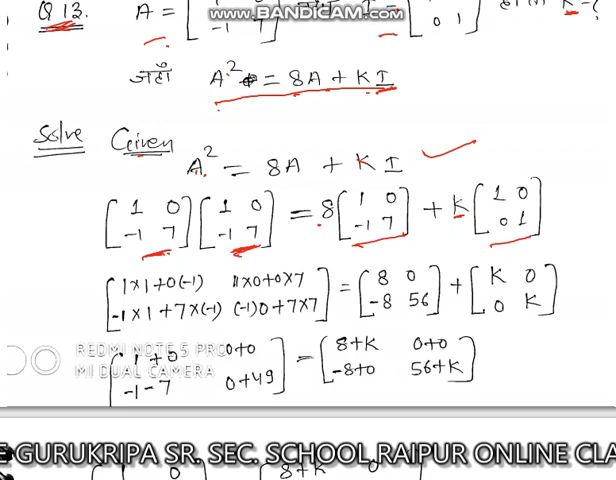 www.BANDICAM.com
Q 13. A = [ -1 7 ] I = [ 0 1 ] K = ?
जहाँ A² = 8A + KI
Solve Given
A² = 8A + KI
[ 1 0 ; -1 7 ] [ 1 0 ; -1 7 ] = 8 [ 1 0 ; -1 7 ] + K [ 1 0 ; 0 1 ]
[ 1×1+0(-1) 1×0+0×7 ; -1×1+7×(-1) (-1)0+7×7 ] = [ 8 0 ; -8 56 ] + [ K 0 ; 0 K ]
[ 1+0 0+0 ; -1-7 0+49 ] = [ 8+K 0+0 ; -8+0 56+K ]
REDMI NOTE 5 PRO
MI DUAL CAMERA
E GURUKRIPA SR. SEC. SCHOOL,RAIPUR ONLINE CLA
[ 1 0 [ 8+K 0